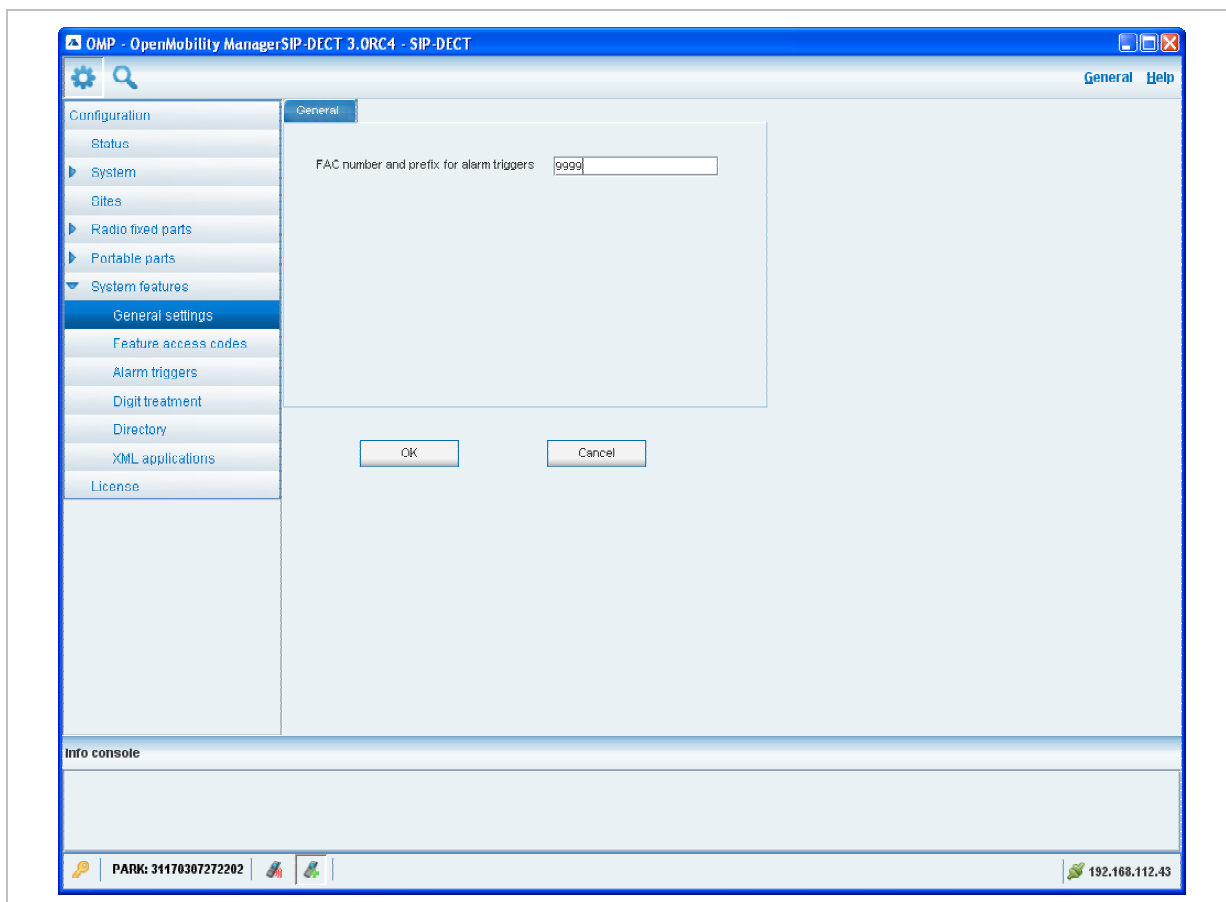 OMP - OpenMobility ManagerSIP-DECT 3.0RC4 - SIP-DECT
General Help
Configuration
General
Status
FAC number and prefix for alarm triggers 9999
System
Sites
Radio fixed parts
Portable parts
System features
General settings
Feature access codes
Alarm triggers
Digit treatment
Directory
XML applications
OK Cancel
License
Info console
PARK: 31170307272202
192.168.112.43